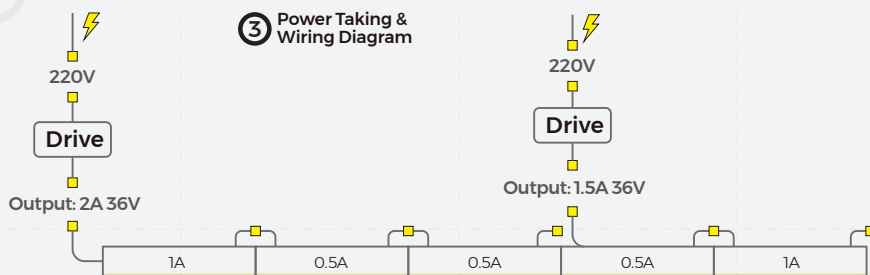 3 Power Taking &
Wiring Diagram
220V
220V
Drive
Drive
Output: 2A 36V
Output: 1.5A 36V
1A
0.5A
0.5A
0.5A
1A